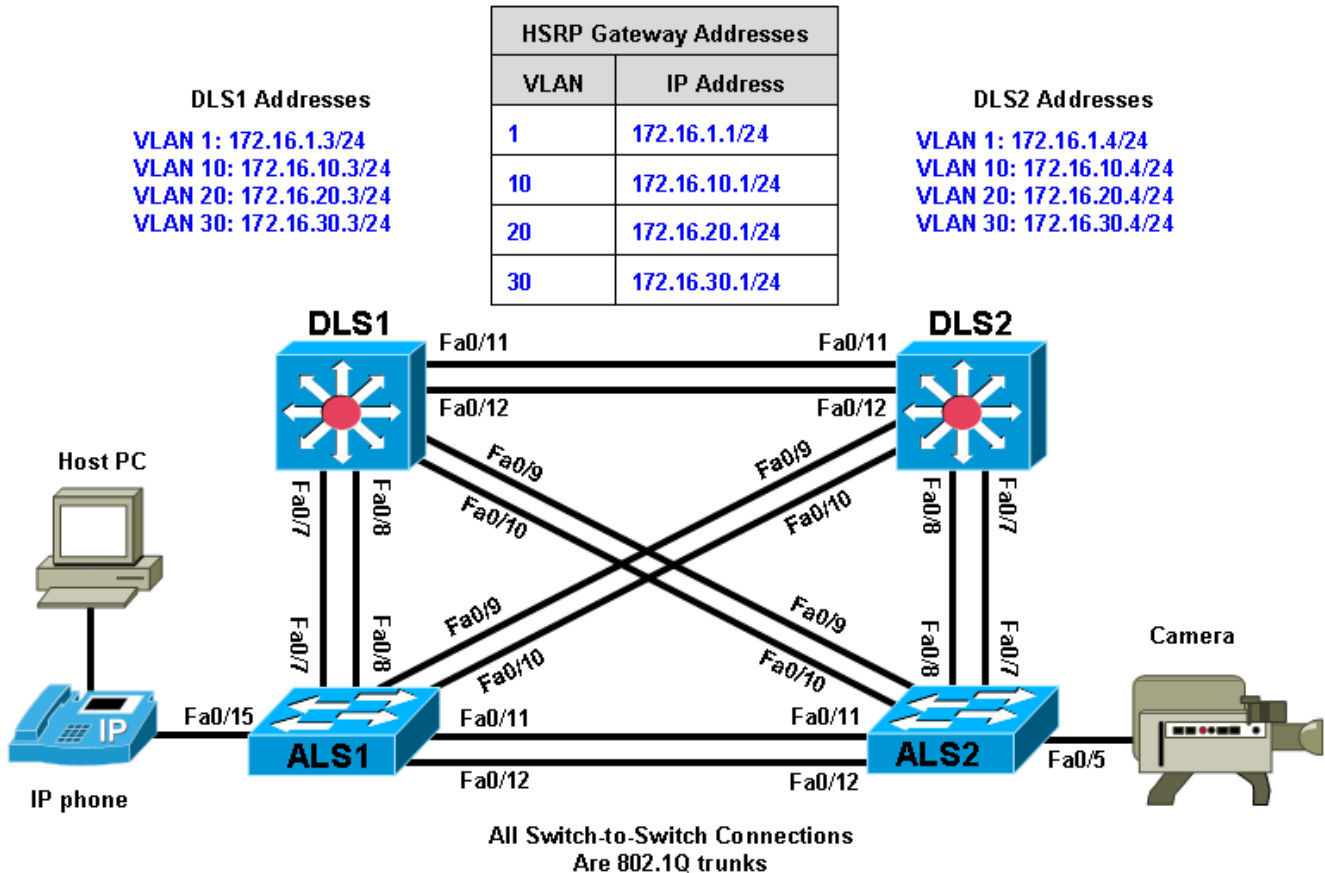 HSRP Gateway Addresses
VLAN IP Address
1 172.16.1.1/24
10 172.16.10.1/24
20 172.16.20.1/24
30 172.16.30.1/24
DLS1 Addresses
VLAN 1: 172.16.1.3/24
VLAN 10: 172.16.10.3/24
VLAN 20: 172.16.20.3/24
VLAN 30: 172.16.30.3/24
DLS2 Addresses
VLAN 1: 172.16.1.4/24
VLAN 10: 172.16.10.4/24
VLAN 20: 172.16.20.4/24
VLAN 30: 172.16.30.4/24
DLS1
DLS2
Fa0/11
Fa0/11
Fa0/12
Fa0/12
Fa0/9
Fa0/10
Fa0/9
Fa0/10
Fa0/7
Fa0/8
Fa0/8
Fa0/7
Host PC
Fa0/7
Fa0/8
Fa0/9
Fa0/10
Fa0/9
Fa0/10
Fa0/8
Fa0/7
Camera
IP
Fa0/15
ALS1
Fa0/11
Fa0/11
ALS2
Fa0/5
Fa0/12
Fa0/12
IP phone
All Switch-to-Switch Connections
Are 802.1Q trunks